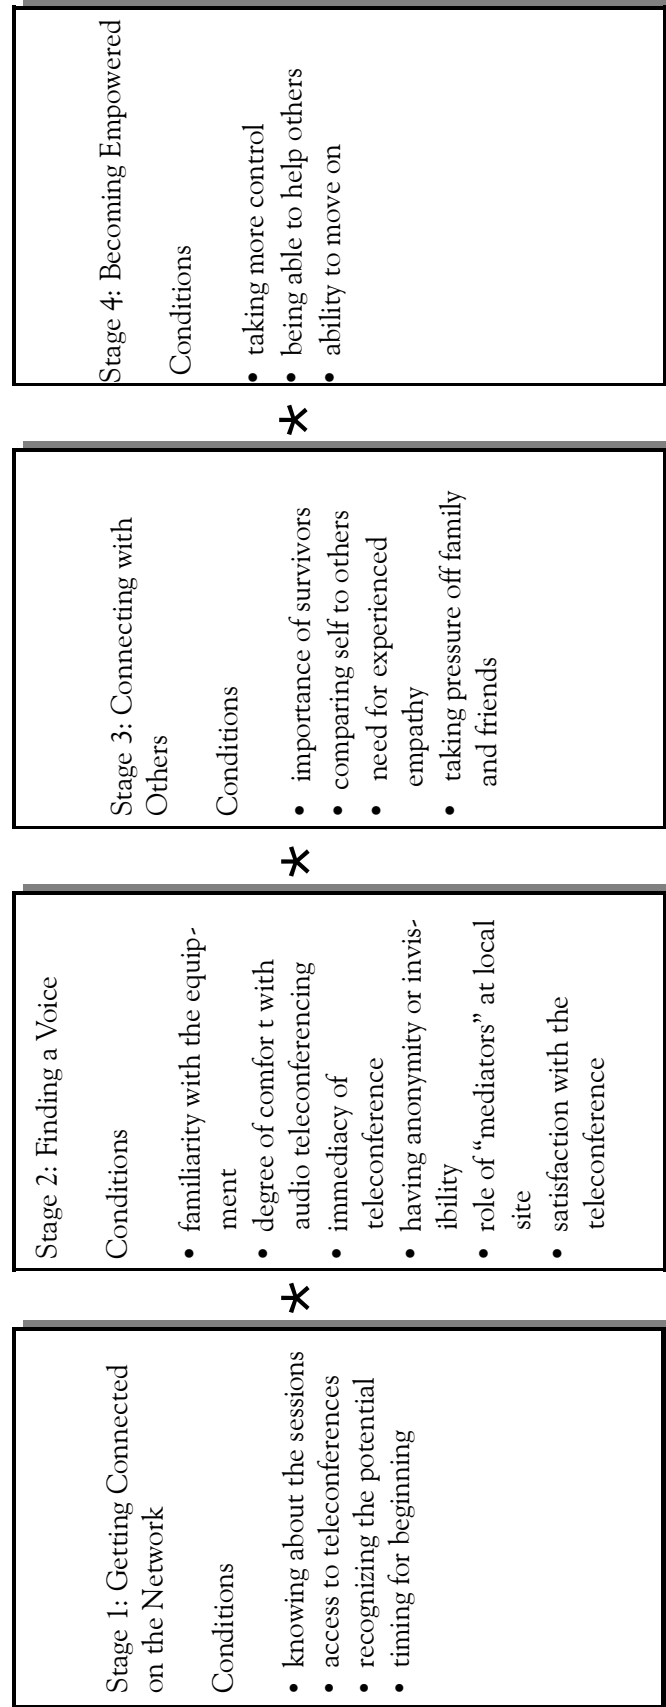 Stage 1: Getting Connected
on the Network
Conditions
• knowing about the sessions
• access to teleconferences
• recognizing the potential
• timing for beginning
*
Stage 2: Finding a Voice
Conditions
• familiarity with the equip-
ment
• degree of comfor t with
audio teleconferencing
• immediacy of
teleconference
• having anonymity or invis-
ibility
• role of “mediators” at local
site
• satisfaction with the
teleconference
*
Stage 3: Connecting with
Others
Conditions
• importance of survivors
• comparing self to others
• need for experienced
empathy
• taking pressure off family
and friends
*
Stage 4: Becoming Empowered
Conditions
• taking more control
• being able to help others
• ability to move on